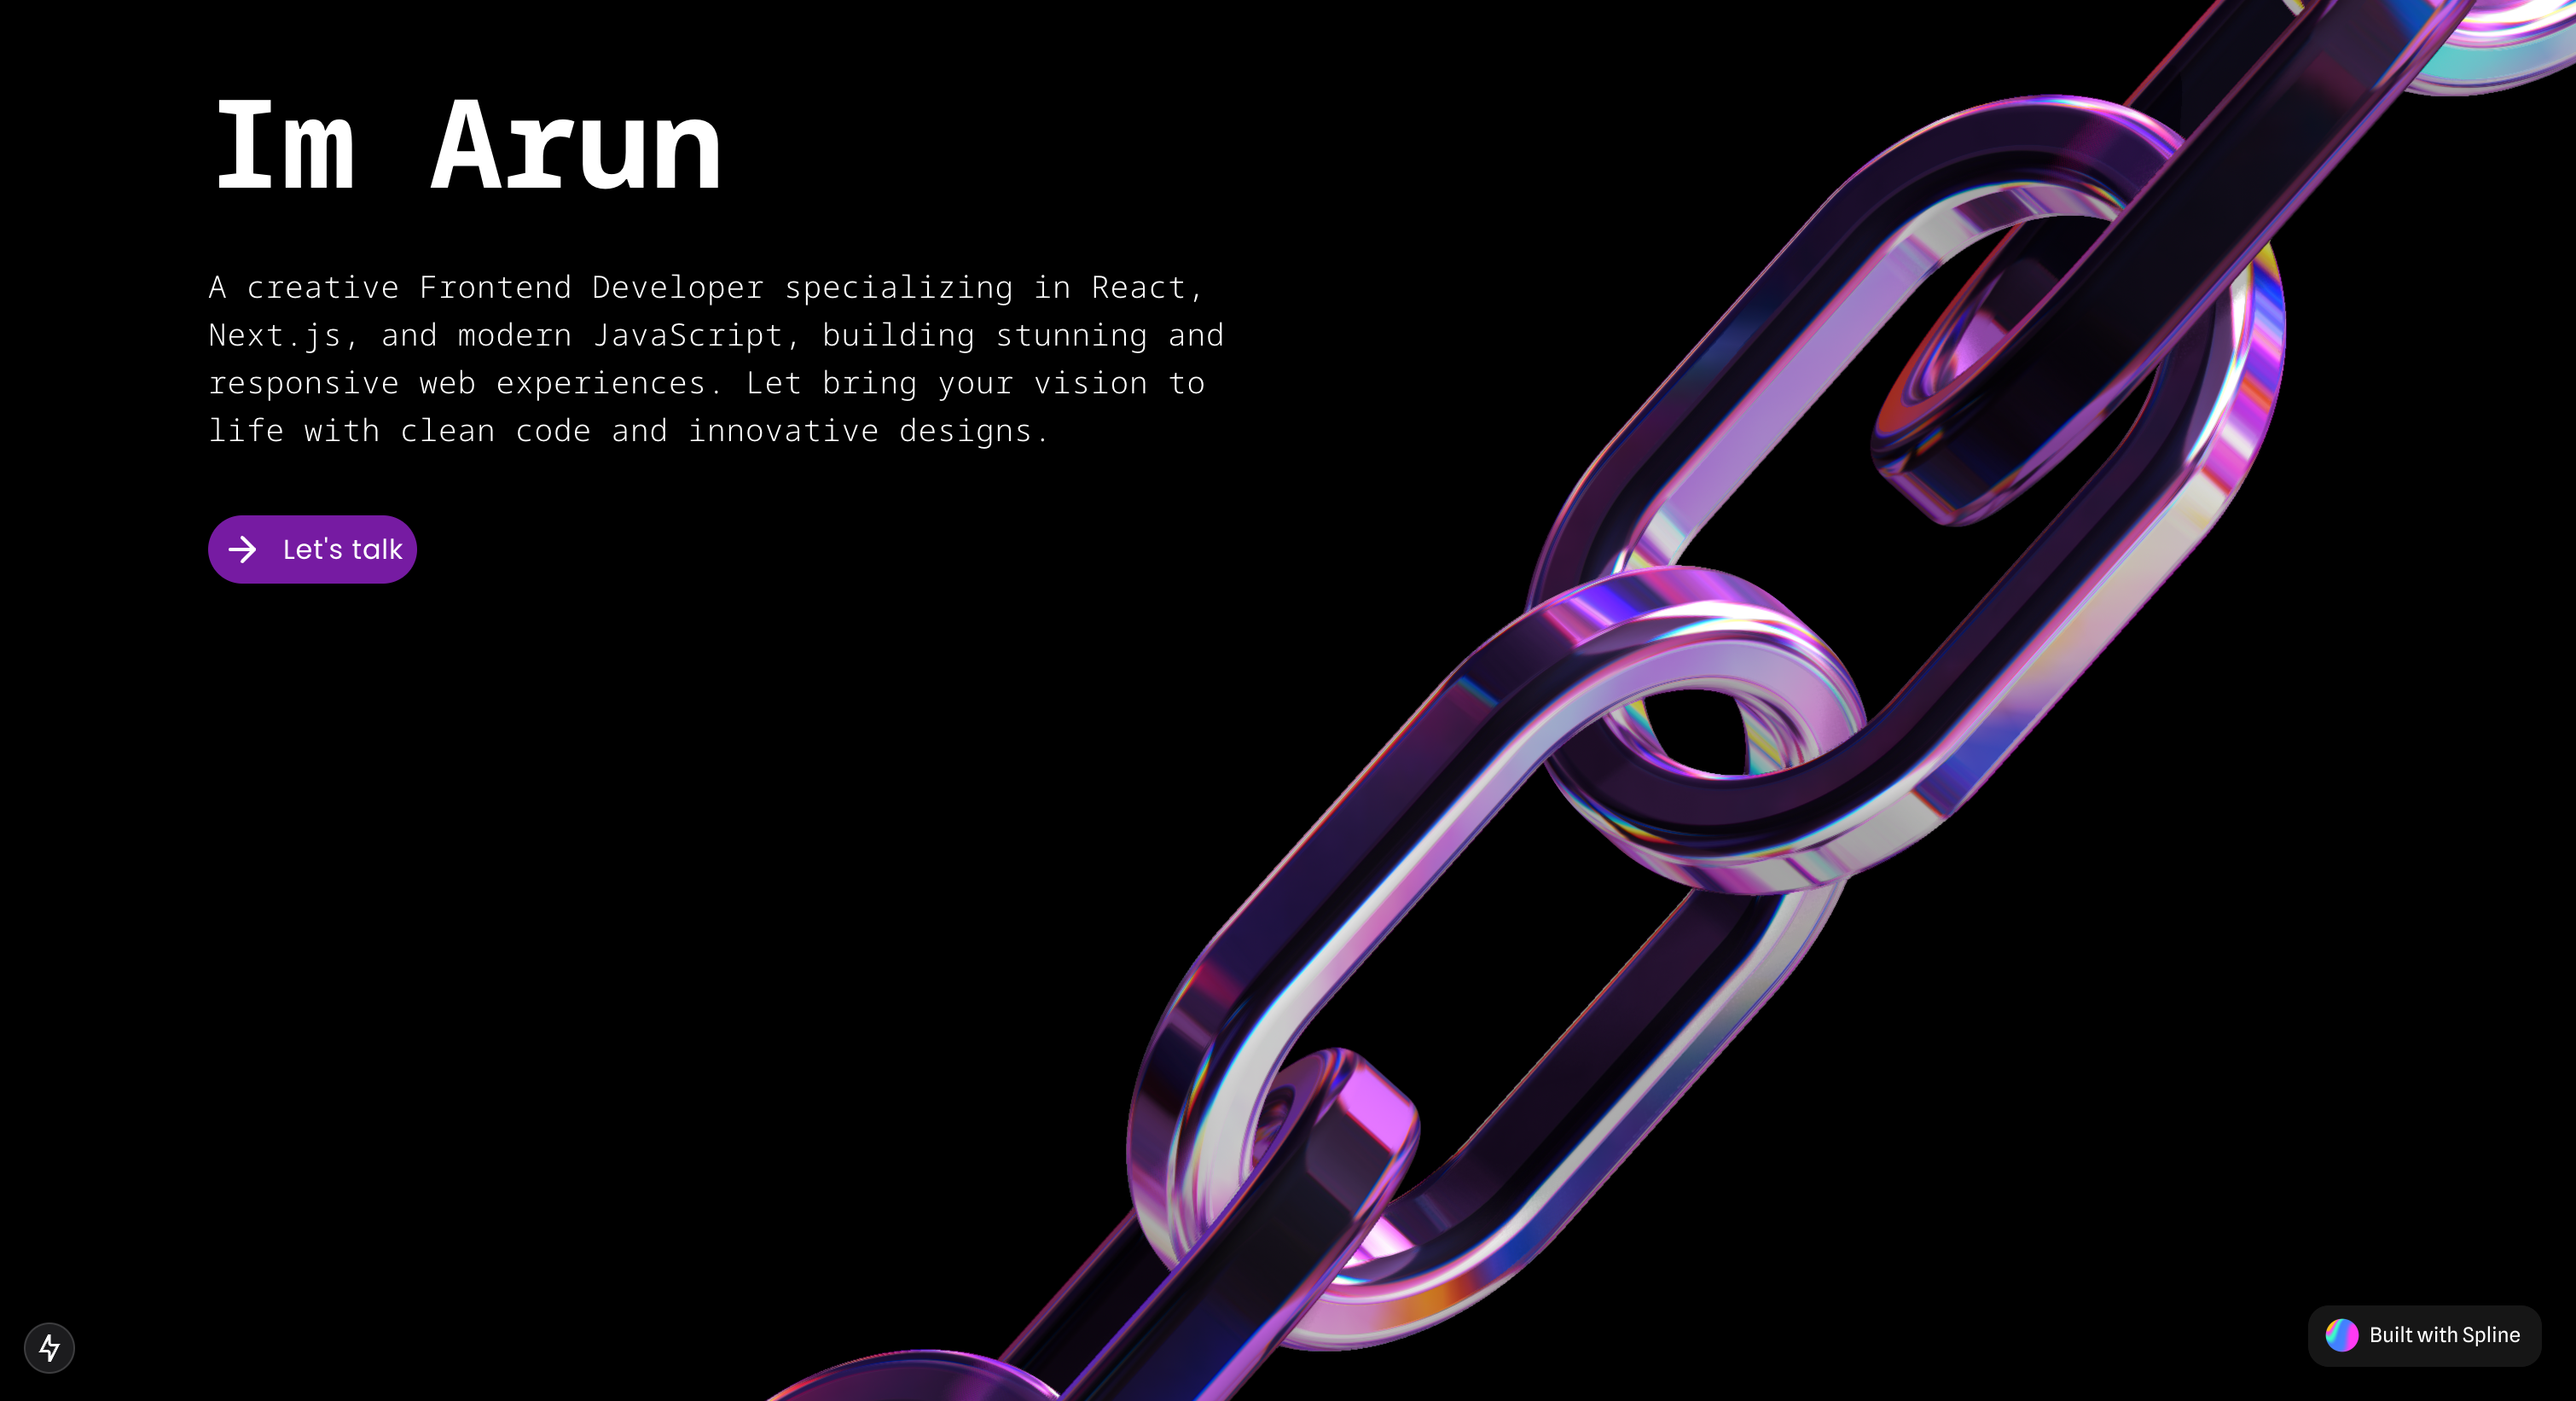 Im Arun
A creative Frontend Developer specializing in React,
Next.js, and modern JavaScript, building stunning and
responsive web experiences. Let bring your vision to
life with clean code and innovative designs.
Let's talk
Built with Spline